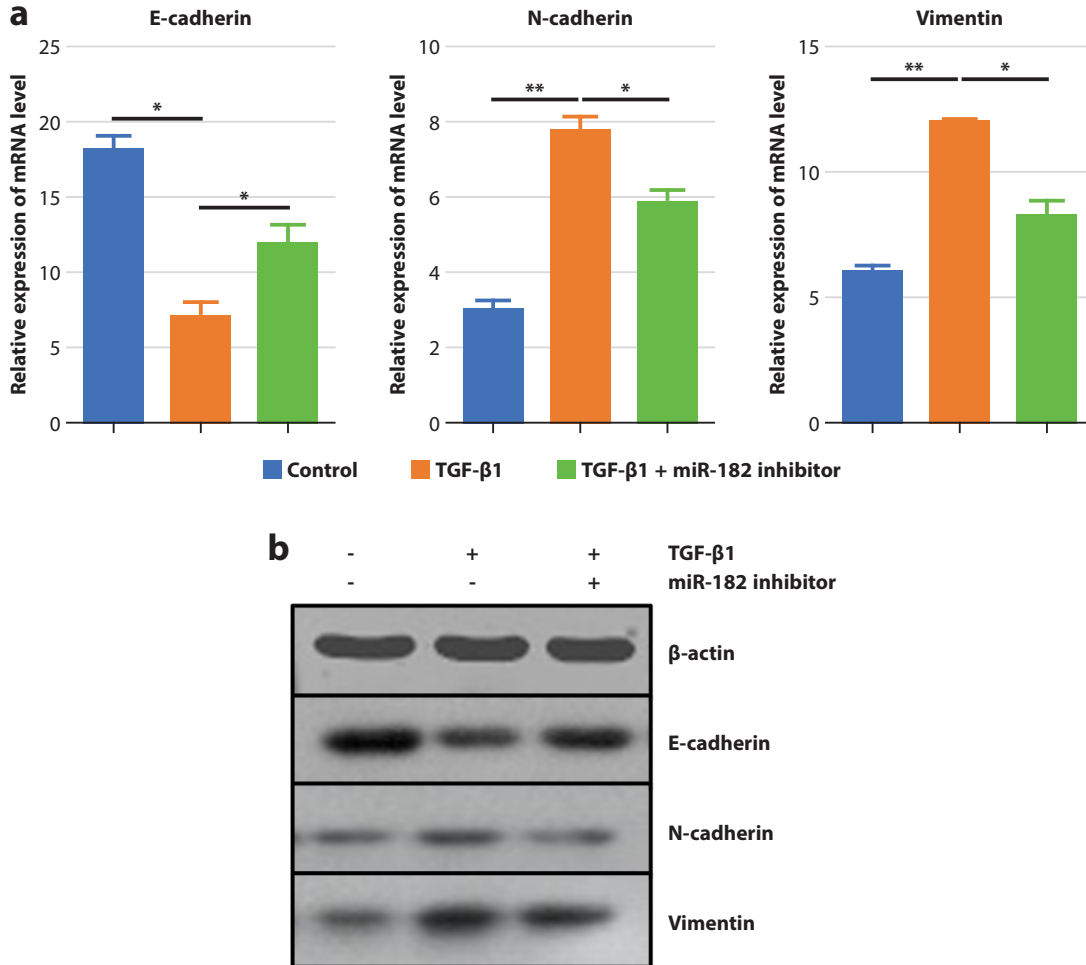 a
E-cadherin
Relative expression of mRNA level
25
20
15
10
5
0
*
*
N-cadherin
Relative expression of mRNA level
10
8
6
4
2
0
**
*
Vimentin
Relative expression of mRNA level
15
10
5
0
**
*
Control TGF-β1 TGF-β1 + miR-182 inhibitor
b
- + + TGF-β1
- - + miR-182 inhibitor
β-actin
E-cadherin
N-cadherin
Vimentin